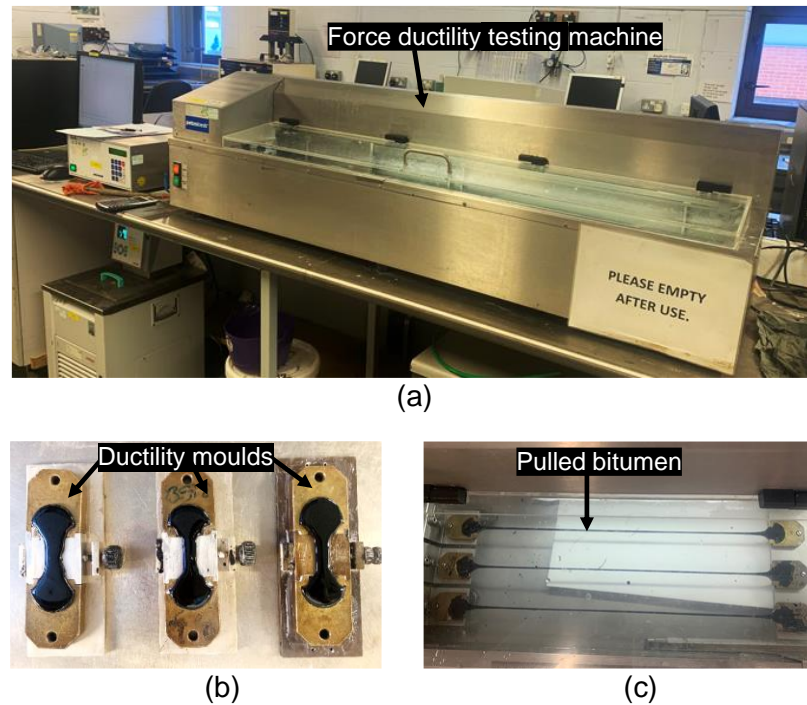 Force ductility testing machine
PLEASE EMPTY
AFTER USE.
(a)
Ductility moulds
Pulled bitumen
(b)
(c)